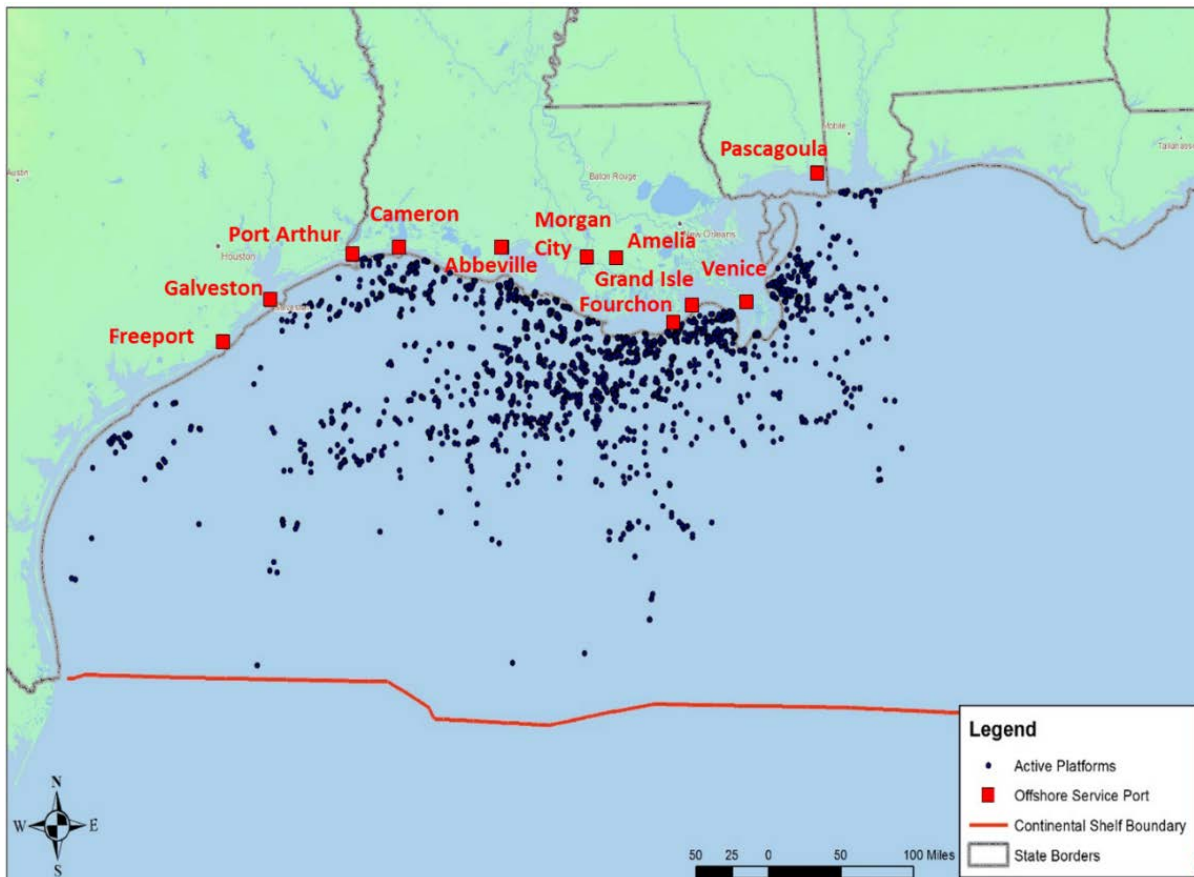 Pascagoula
Mobile
Austin
Baton Rouge
Cameron
Morgan
City
Port Arthur
New Orleans
Houston
Abbeville
Amelia
Grand Isle
Venice
Galveston
Fourchon
Freeport
Legend
Active Platforms
Offshore Service Port
Continental Shelf Boundary
State Borders
N
W
E
S
50 25 0 50 100 Miles